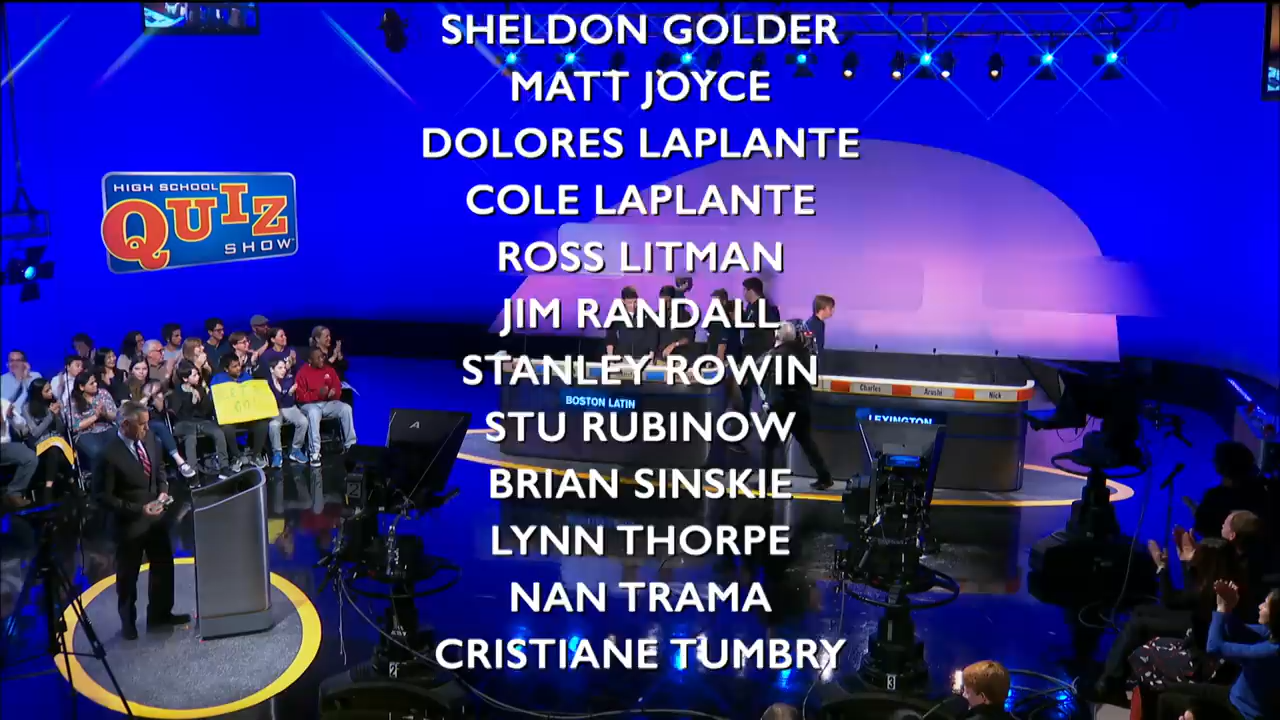 SHELDON GOLDER
MATT JOYCE
DOLORES LAPLANTE
COLE LAPLANTE
ROSS LITMAN
JIM RANDALL
STANLEY ROWIN
STU RUBINOW
BRIAN SINSKIE
LYNN THORPE
NAN TRAMA
CRISTIANE TUMBRY
HIGH SCHOOL
QUIZ
SHOW
BOSTON LATIN
Charles Arushi Nick
LEXINGTON
3